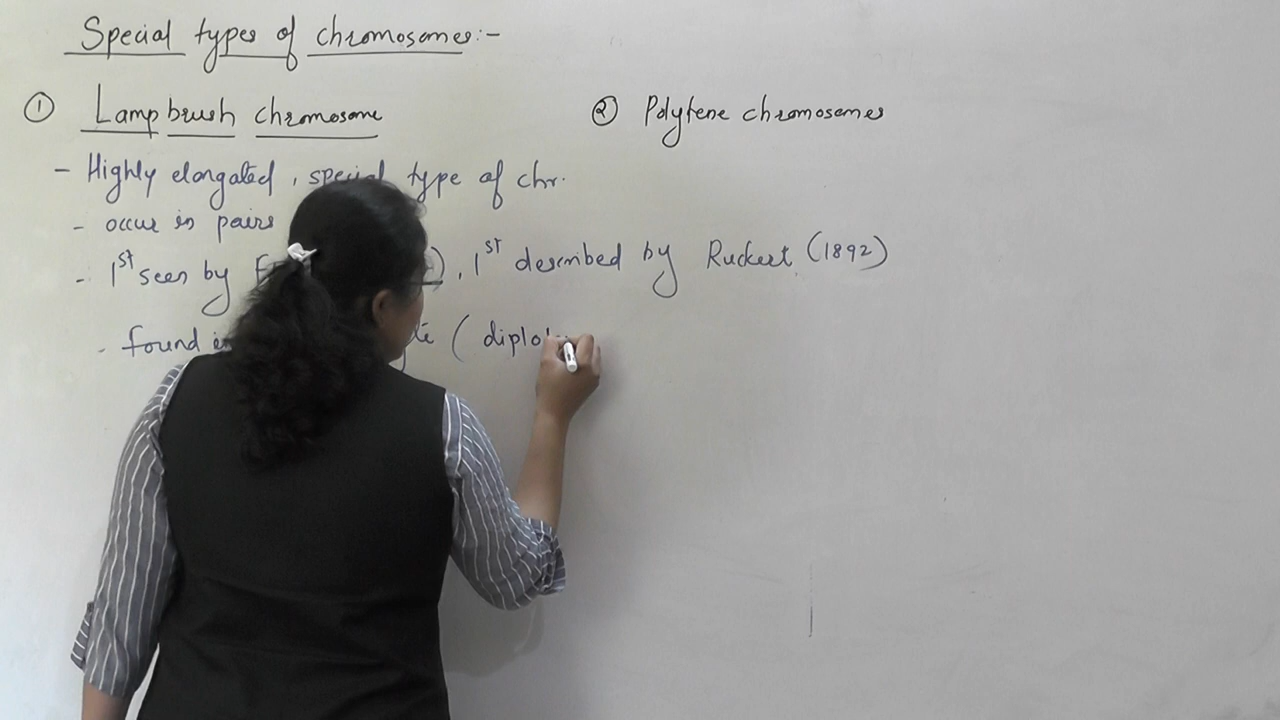 Special types of chromosomes:-
① Lampbrush chromosome
② Polytene chromosomes
- Highly elongated, special type of chr.
- occur in pairs
- 1st seen by , 1st described by Ruckert (1892)
- found in ( diplo